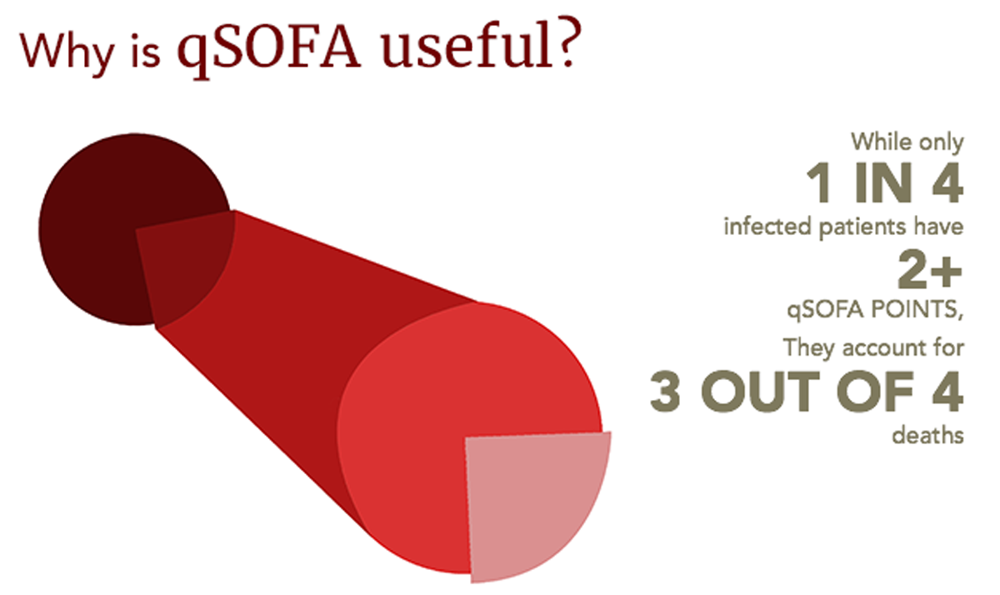 Why is qSOFA useful?
While only
1 IN 4
infected patients have
2+
qSOFA POINTS,
They account for
3 OUT OF 4
deaths